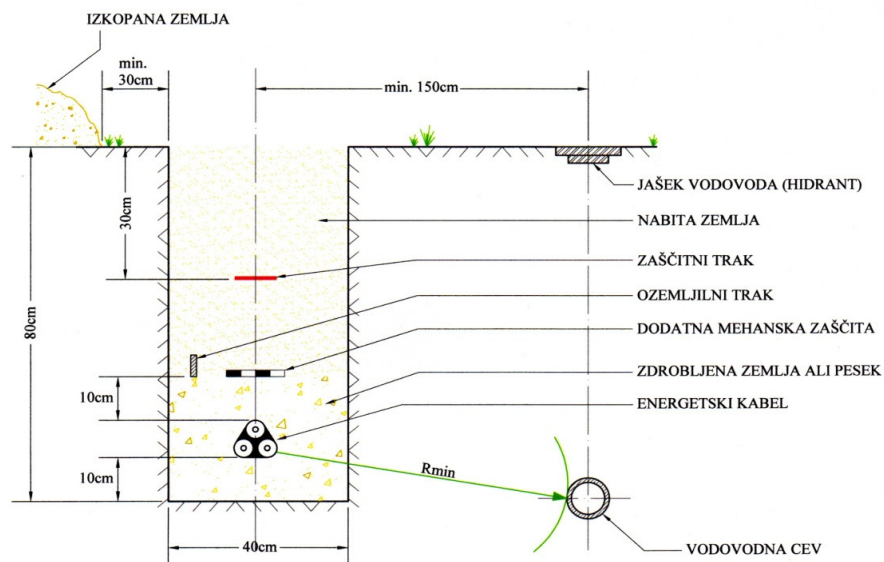 IZKOPANA ZEMLJA
min.
30cm
min. 150cm
JAŠEK VODOVODA (HIDRANT)
30cm
NABITA ZEMLJA
ZAŠČITNI TRAK
OZEMLJILNI TRAK
80cm
DODATNA MEHANSKA ZAŠČITA
ZDROBLJENA ZEMLJA ALI PESEK
10cm
ENERGETSKI KABEL
Rmin
10cm
40cm
VODOVODNA CEV